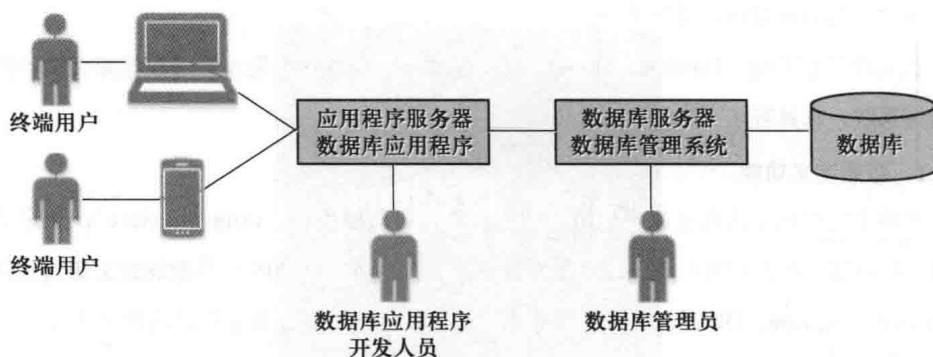 终端用户
终端用户
应用程序服务器
数据库应用程序
数据库服务器
数据库管理系统
数据库
数据库应用程序
开发人员
数据库管理员